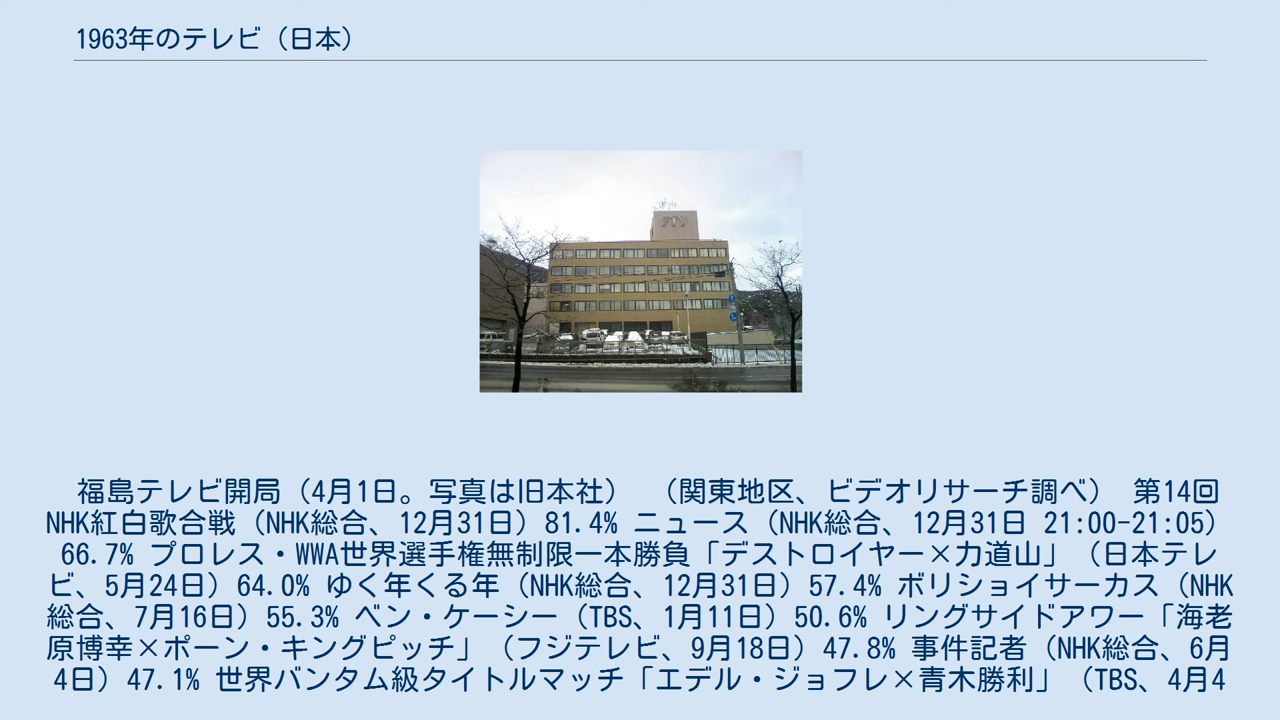 1963年のテレビ（日本）
福島テレビ開局（4月1日。写真は旧本社）　（関東地区、ビデオリサーチ調べ） 第14回
NHK紅白歌合戦（NHK総合、12月31日）81.4% ニュース（NHK総合、12月31日 21:00-21:05）
66.7% プロレス・WWA世界選手権無制限一本勝負「デストロイヤー×力道山」（日本テレ
ビ、5月24日）64.0% ゆく年くる年（NHK総合、12月31日）57.4% ボリショイサーカス（NHK
総合、7月16日）55.3% ベン・ケーシー（TBS、1月11日）50.6% リングサイドアワー「海老
原博幸×ポーン・キングピッチ」（フジテレビ、9月18日）47.8% 事件記者（NHK総合、6月
4日）47.1% 世界バンタム級タイトルマッチ「エデル・ジョフレ×青木勝利」（TBS、4月4